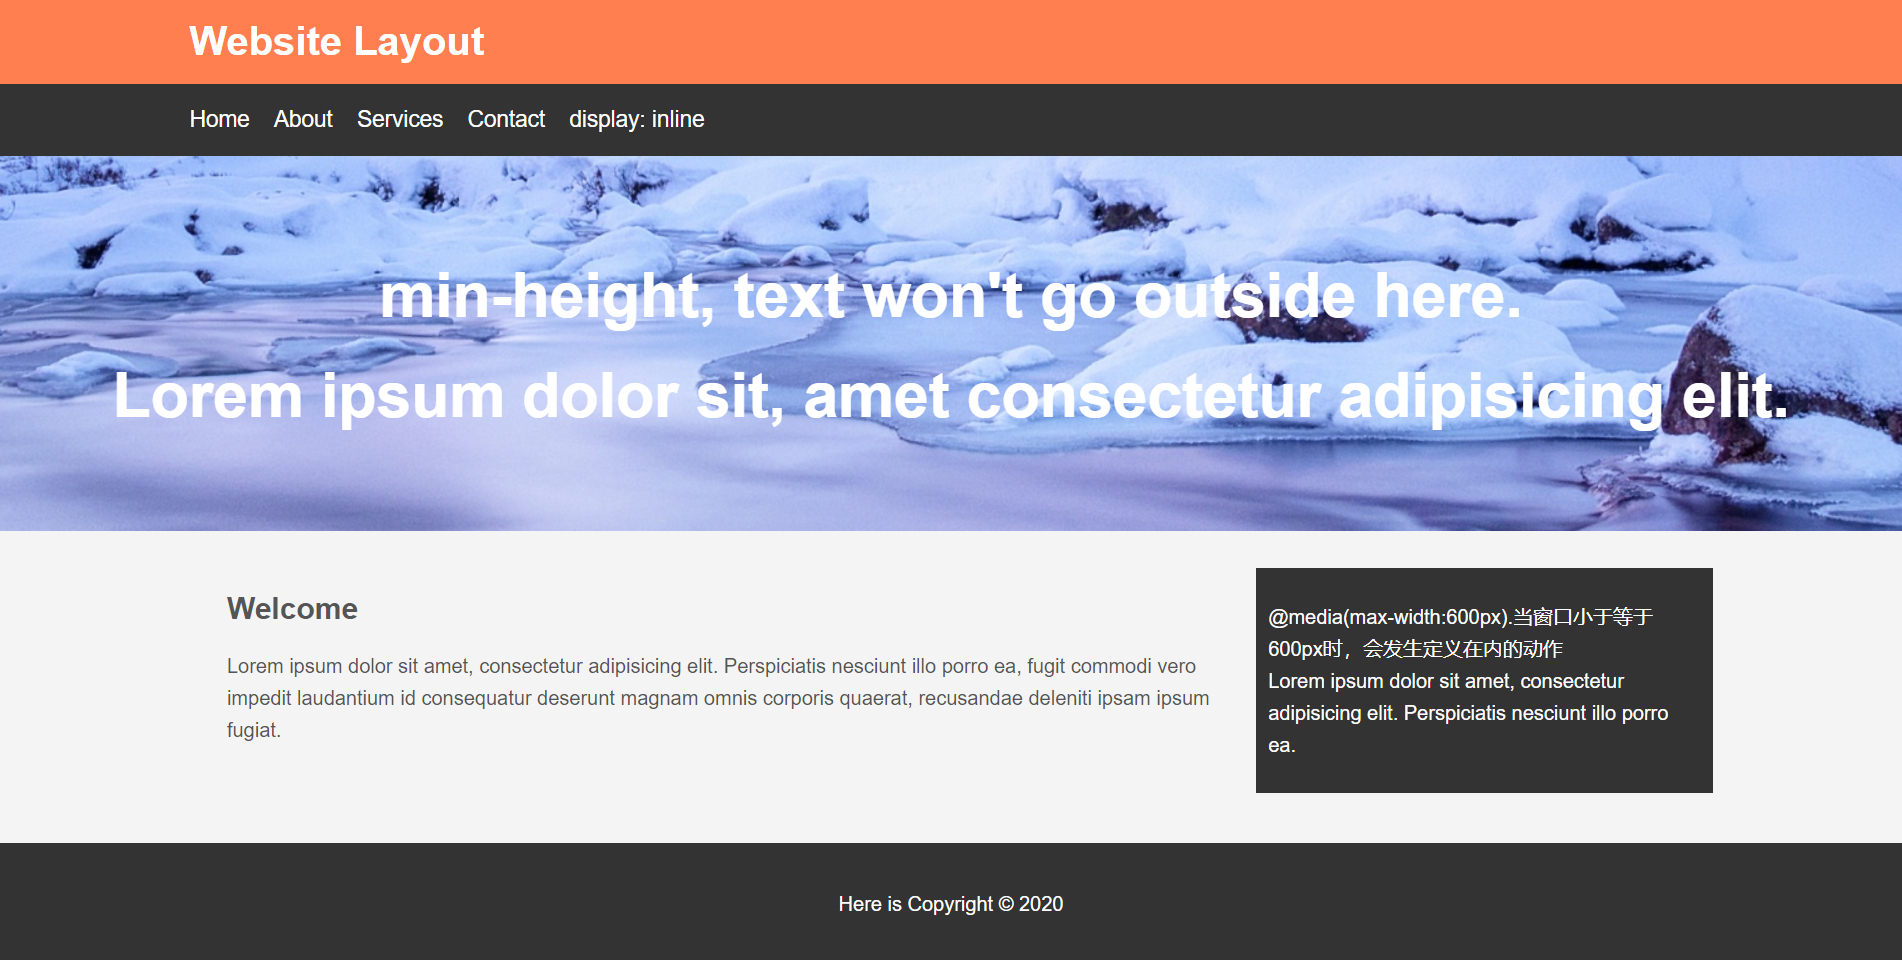 Website Layout
Home About Services Contact display: inline
min-height, text won't go outside here.
Lorem ipsum dolor sit, amet consectetur adipisicing elit.
Welcome
Lorem ipsum dolor sit amet, consectetur adipisicing elit. Perspiciatis nesciunt illo porro ea, fugit commodi vero
impedit laudantium id consequatur deserunt magnam omnis corporis quaerat, recusandae deleniti ipsam ipsum
fugiat.
@media(max-width:600px).当窗口小于等于
600px时，会发生定义在内的动作
Lorem ipsum dolor sit amet, consectetur
adipisicing elit. Perspiciatis nesciunt illo porro
ea.
Here is Copyright © 2020